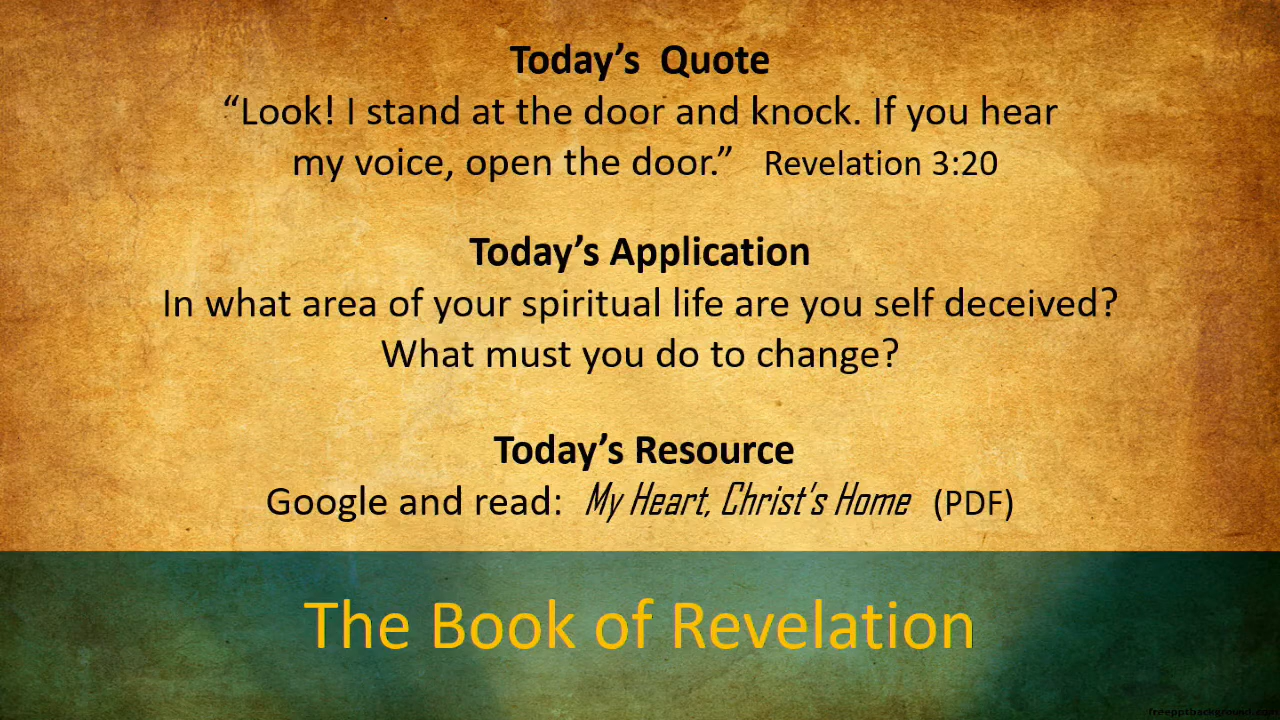 Today’s  Quote
“Look! I stand at the door and knock. If you hear
my voice, open the door.”   Revelation 3:20
Today’s Application
In what area of your spiritual life are you self deceived?
What must you do to change?
Today’s Resource
Google and read:  My Heart, Christ’s Home  (PDF)
The Book of Revelation
freepptbackground.com